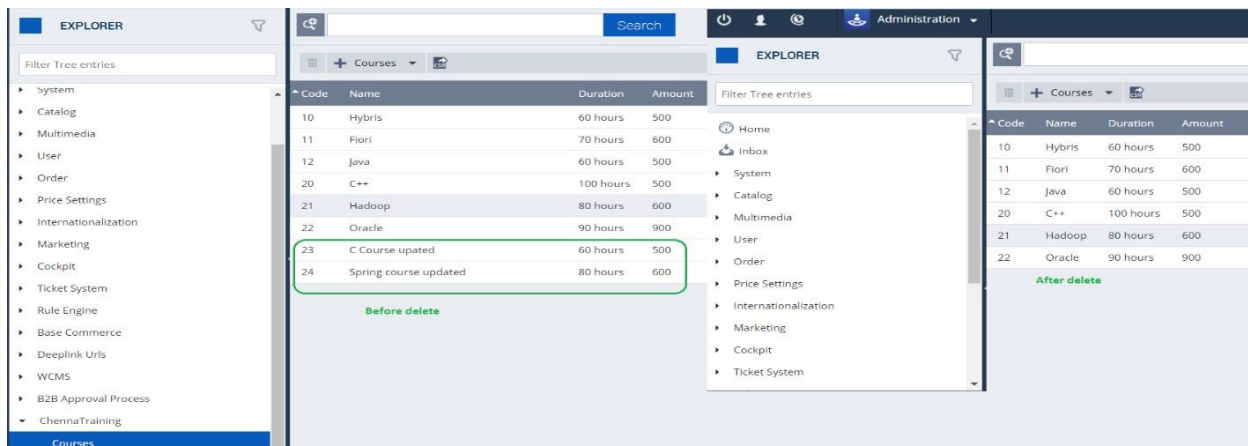 EXPLORER
Filter Tree entries
System
Catalog
Multimedia
User
Order
Price Settings
Internationalization
Marketing
Cockpit
Ticket System
Rule Engine
Base Commerce
Deeplink Urls
WCMS
B2B Approval Process
ChennaTraining
Courses
Search
Courses
Code Name Duration Amount
10 Hybris 60 hours 500
11 Fiori 70 hours 600
12 Java 60 hours 500
20 C++ 100 hours 500
21 Hadoop 80 hours 600
22 Oracle 90 hours 900
23 C Course upated 60 hours 500
24 Spring course updated 80 hours 600
Before delete
Administration
EXPLORER
Filter Tree entries
Home
Inbox
System
Catalog
Multimedia
User
Order
Price Settings
Internationalization
Marketing
Cockpit
Ticket System
Courses
Code Name Duration Amount
10 Hybris 60 hours 500
11 Fiori 70 hours 600
12 Java 60 hours 500
20 C++ 100 hours 500
21 Hadoop 80 hours 600
22 Oracle 90 hours 900
After delete